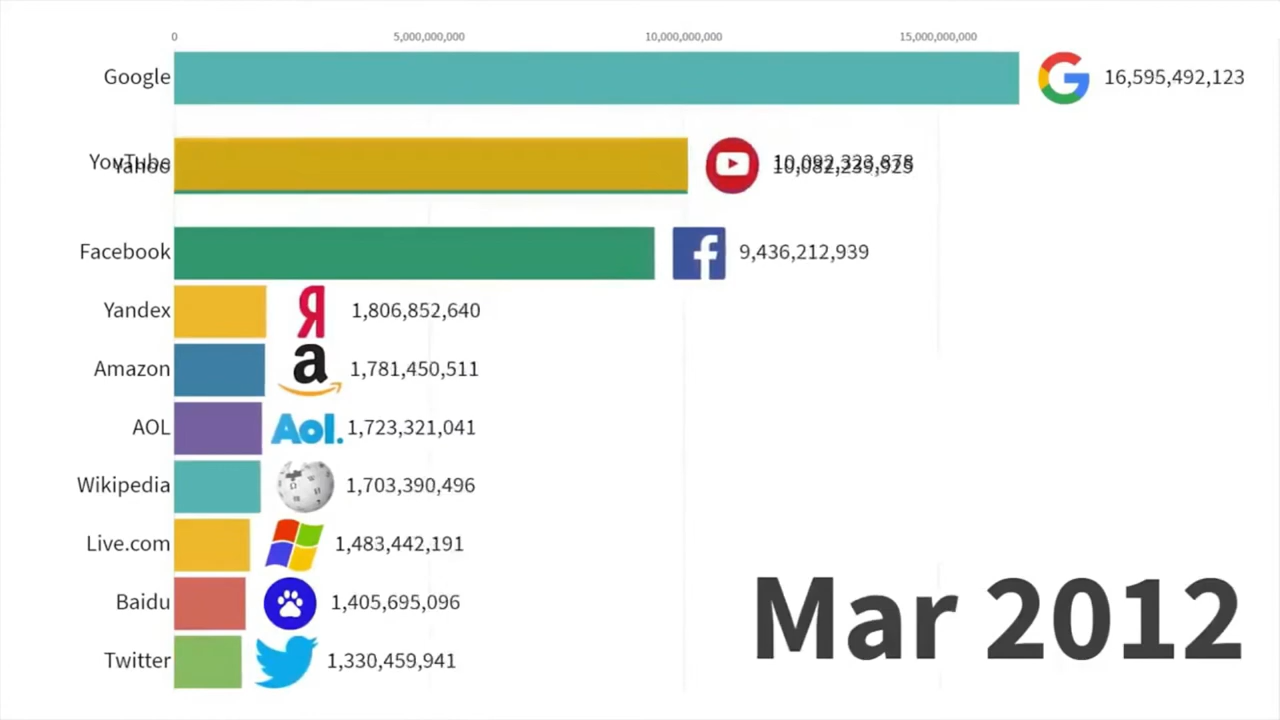 0 5,000,000,000 10,000,000,000 15,000,000,000
Google 16,595,492,123
YouTube
Yahoo
Facebook 9,436,212,939
Yandex a 1,806,852,640
Amazon 1,781,450,511
AOL Aol. 1,723,321,041
Wikipedia 1,703,390,496
Live.com 1,483,442,191
Baidu 1,405,695,096
Twitter 1,330,459,941
Mar 2012